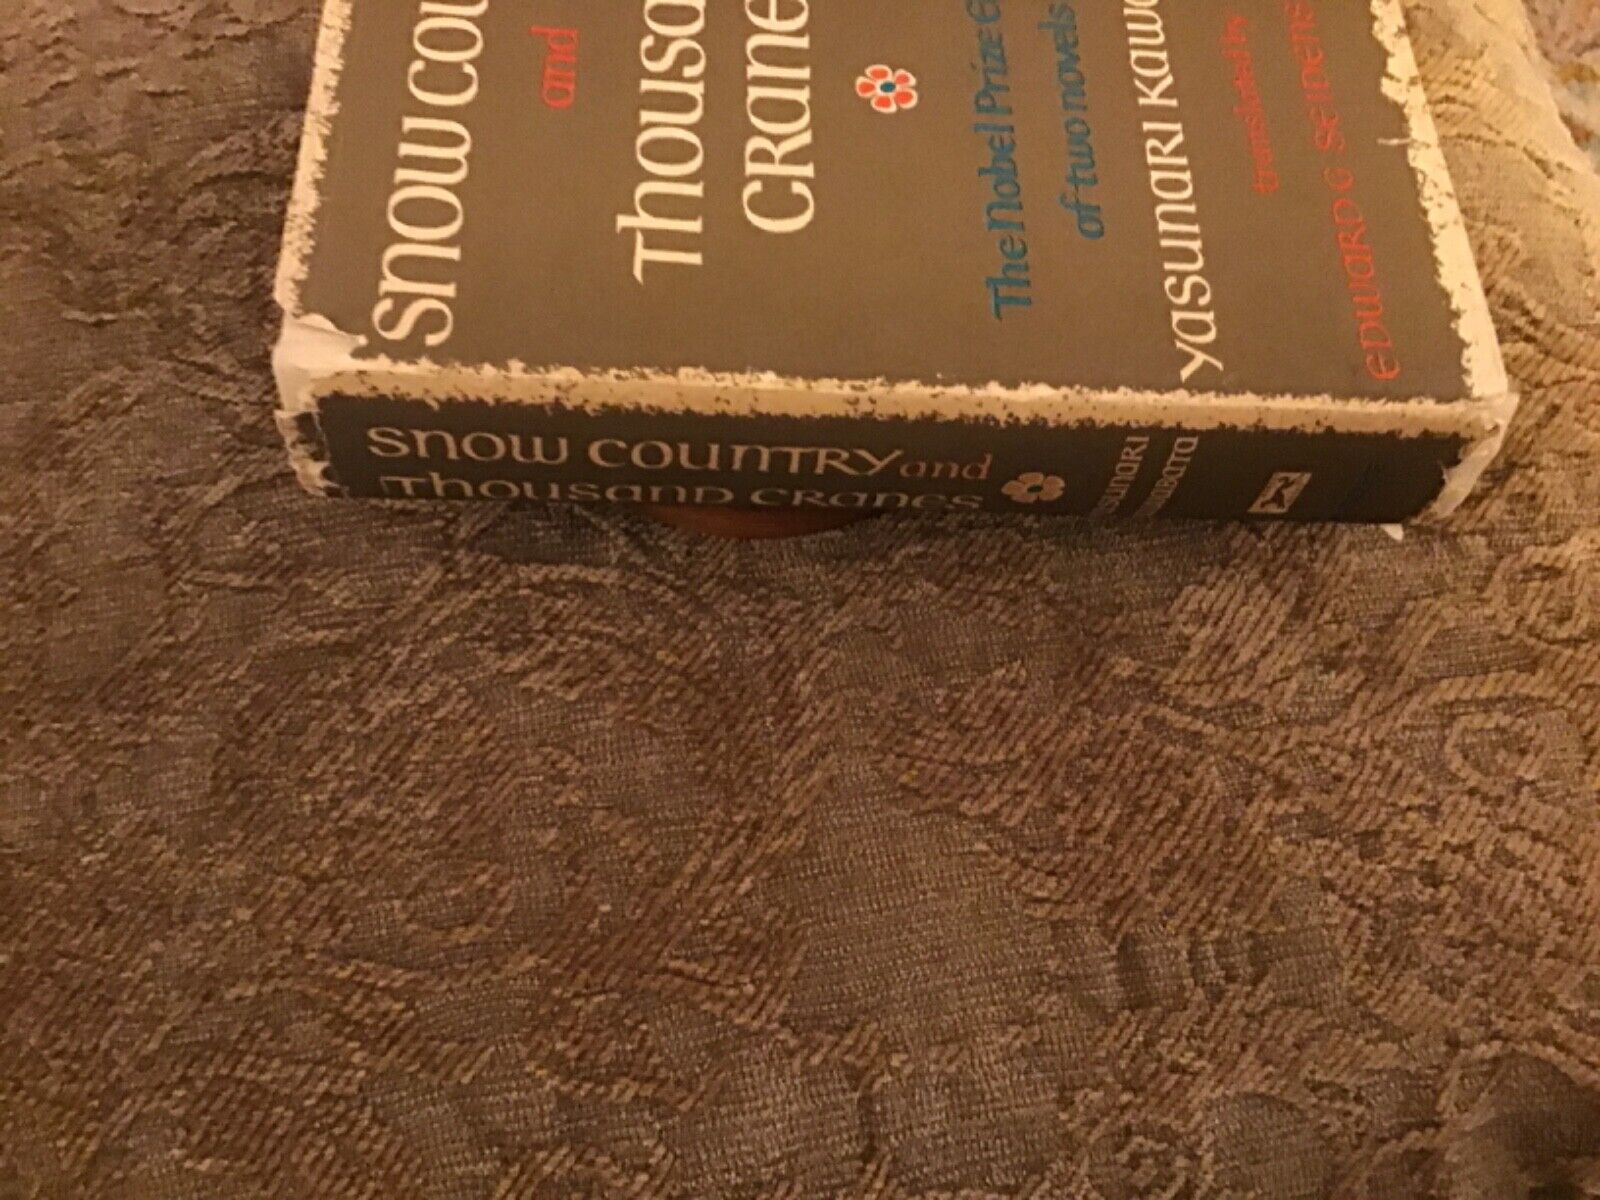 SNOW COU
and
THOUSA
CRANE
The Nobel Prize E
of two novels
YASUNARI KAWA
translated by
EDWARD G SEIDENS
SNOW COUNTRY and
THOUSAND CRANES